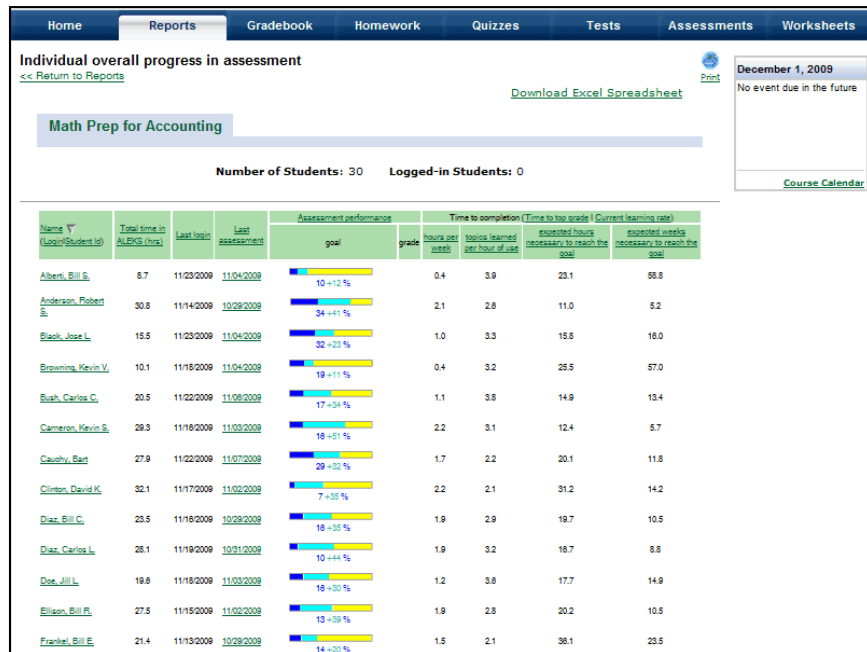 Home Reports Gradebook Homework Quizzes Tests Assessments Worksheets
Individual overall progress in assessment
<< Return to Reports
Print
Download Excel Spreadsheet
December 1, 2009
No event due in the future
Course Calendar
Math Prep for Accounting
Number of Students: 30 Logged-in Students: 0
Assessment performance Time to completion (Time to top grade | Current learning rate)
Name (Login|Student Id) Total time in ALEKS (hrs) Last login Last assessment goal grade hours per week topics learned per hour of use expected hours necessary to reach the goal expected weeks necessary to reach the goal
Alberti, Bill S. 8.7 11/23/2009 11/04/2009 10 +12 % 0.4 3.9 23.1 58.8
Anderson, Robert S. 30.8 11/14/2009 10/29/2009 34 +41 % 2.1 2.6 11.0 5.2
Black, Jose L. 15.5 11/23/2009 11/04/2009 32 +23 % 1.0 3.3 15.8 16.0
Browning, Kevin V. 10.1 11/18/2009 11/04/2009 19 +11 % 0.4 3.2 25.5 57.0
Bush, Carlos C. 20.5 11/22/2009 11/08/2009 17 +34 % 1.1 3.8 14.9 13.4
Cameron, Kevin S. 29.3 11/16/2009 11/03/2009 16 +51 % 2.2 3.1 12.4 5.7
Cauchy, Bart 27.9 11/22/2009 11/07/2009 29 +32 % 1.7 2.2 20.1 11.8
Clinton, David K. 32.1 11/17/2009 11/02/2009 7 +35 % 2.2 2.1 31.2 14.2
Diaz, Bill C. 23.5 11/16/2009 10/29/2009 16 +35 % 1.9 2.9 19.7 10.5
Diaz, Carlos L. 28.1 11/19/2009 10/31/2009 10 +44 % 1.9 3.2 16.7 8.8
Doe, Jill L. 19.6 11/18/2009 11/03/2009 16 +30 % 1.2 3.6 17.7 14.9
Ellison, Bill R. 27.5 11/15/2009 11/02/2009 13 +39 % 1.9 2.8 20.2 10.5
Frankel, Bill E. 21.4 11/13/2009 10/29/2009 14 +20 % 1.5 2.1 36.1 23.5